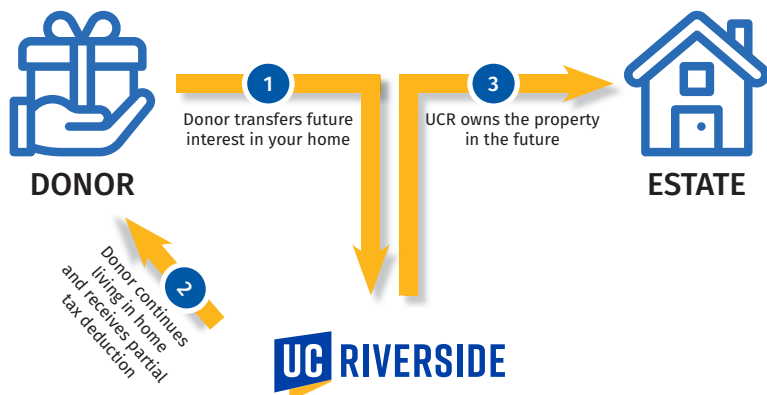 1
Donor transfers future
interest in your home
3
UCR owns the property
in the future
DONOR
ESTATE
2
Donor continues
living in home
and receives partial
tax deduction
UC RIVERSIDE